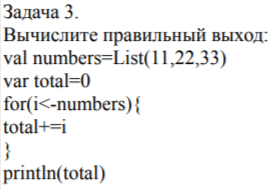 Задача 3.
Вычислите правильный выход:
val numbers=List(11,22,33)
var total=0
for(i<-numbers){
total+=i
}
println(total)